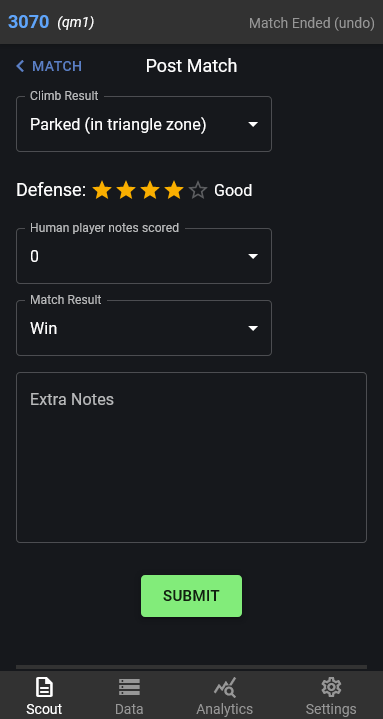 3070 (qm1) Match Ended (undo)
MATCH Post Match
Climb Result
Parked (in triangle zone)
Defense: Good
Human player notes scored
0
Match Result
Win
Extra Notes
SUBMIT
Scout Data Analytics Settings